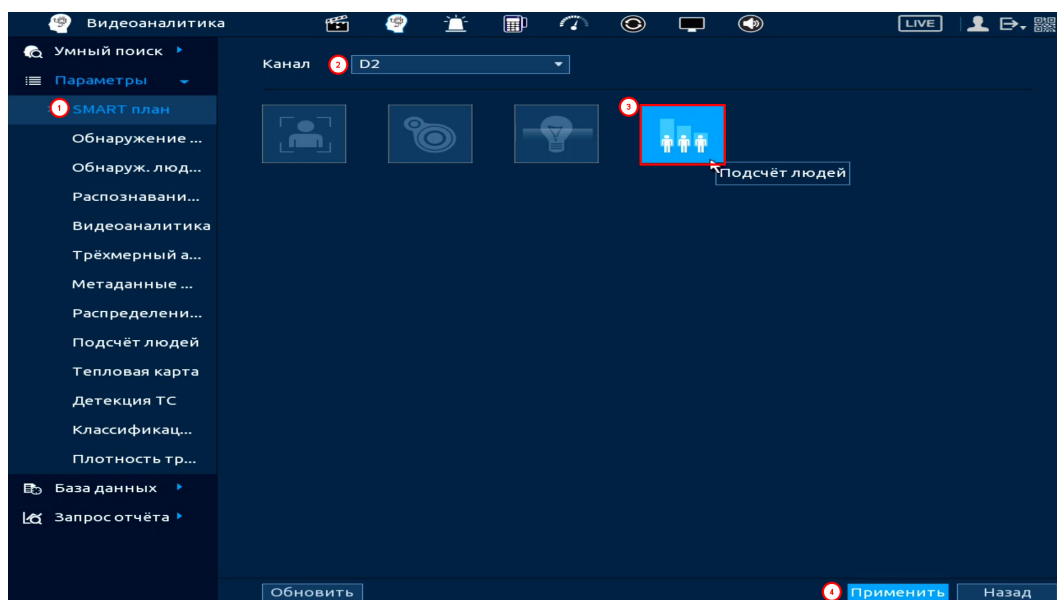 Видеоаналитика
LIVE
Умный поиск
Параметры
1 SMART план
Обнаружение ...
Обнаруж. люд...
Распознавани...
Видеоаналитика
Трёхмерный а...
Метаданные ...
Распределени...
Подсчёт людей
Тепловая карта
Детекция ТС
Классификац...
Плотность тр...
База данных
Запрос отчёта
Канал 2 D2
3
Подсчёт людей
Обновить
4 Применить
Назад